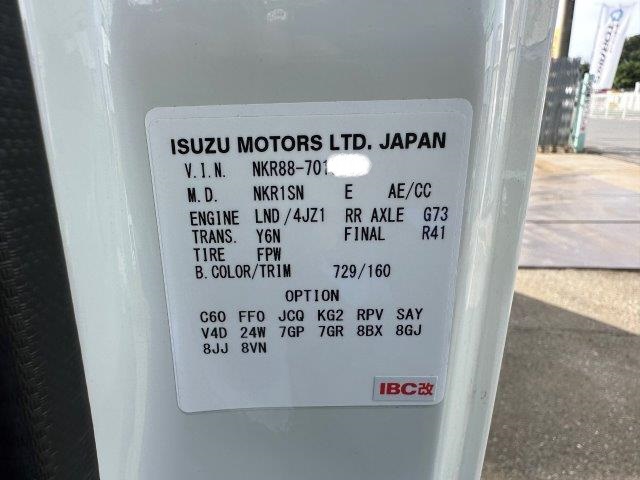 ISUZU MOTORS LTD. JAPAN
V.I.N. NKR88-701
M.D. NKR1SN E AE/CC
ENGINE LND/4JZ1 RR AXLE G73
TRANS. Y6N FINAL R41
TIRE FPW
B.COLOR/TRIM 729/160
OPTION
C60 FF0 JCQ KG2 RPV SAY
V4D 24W 7GP 7GR 8BX 8GJ
8JJ 8VN
IBC改